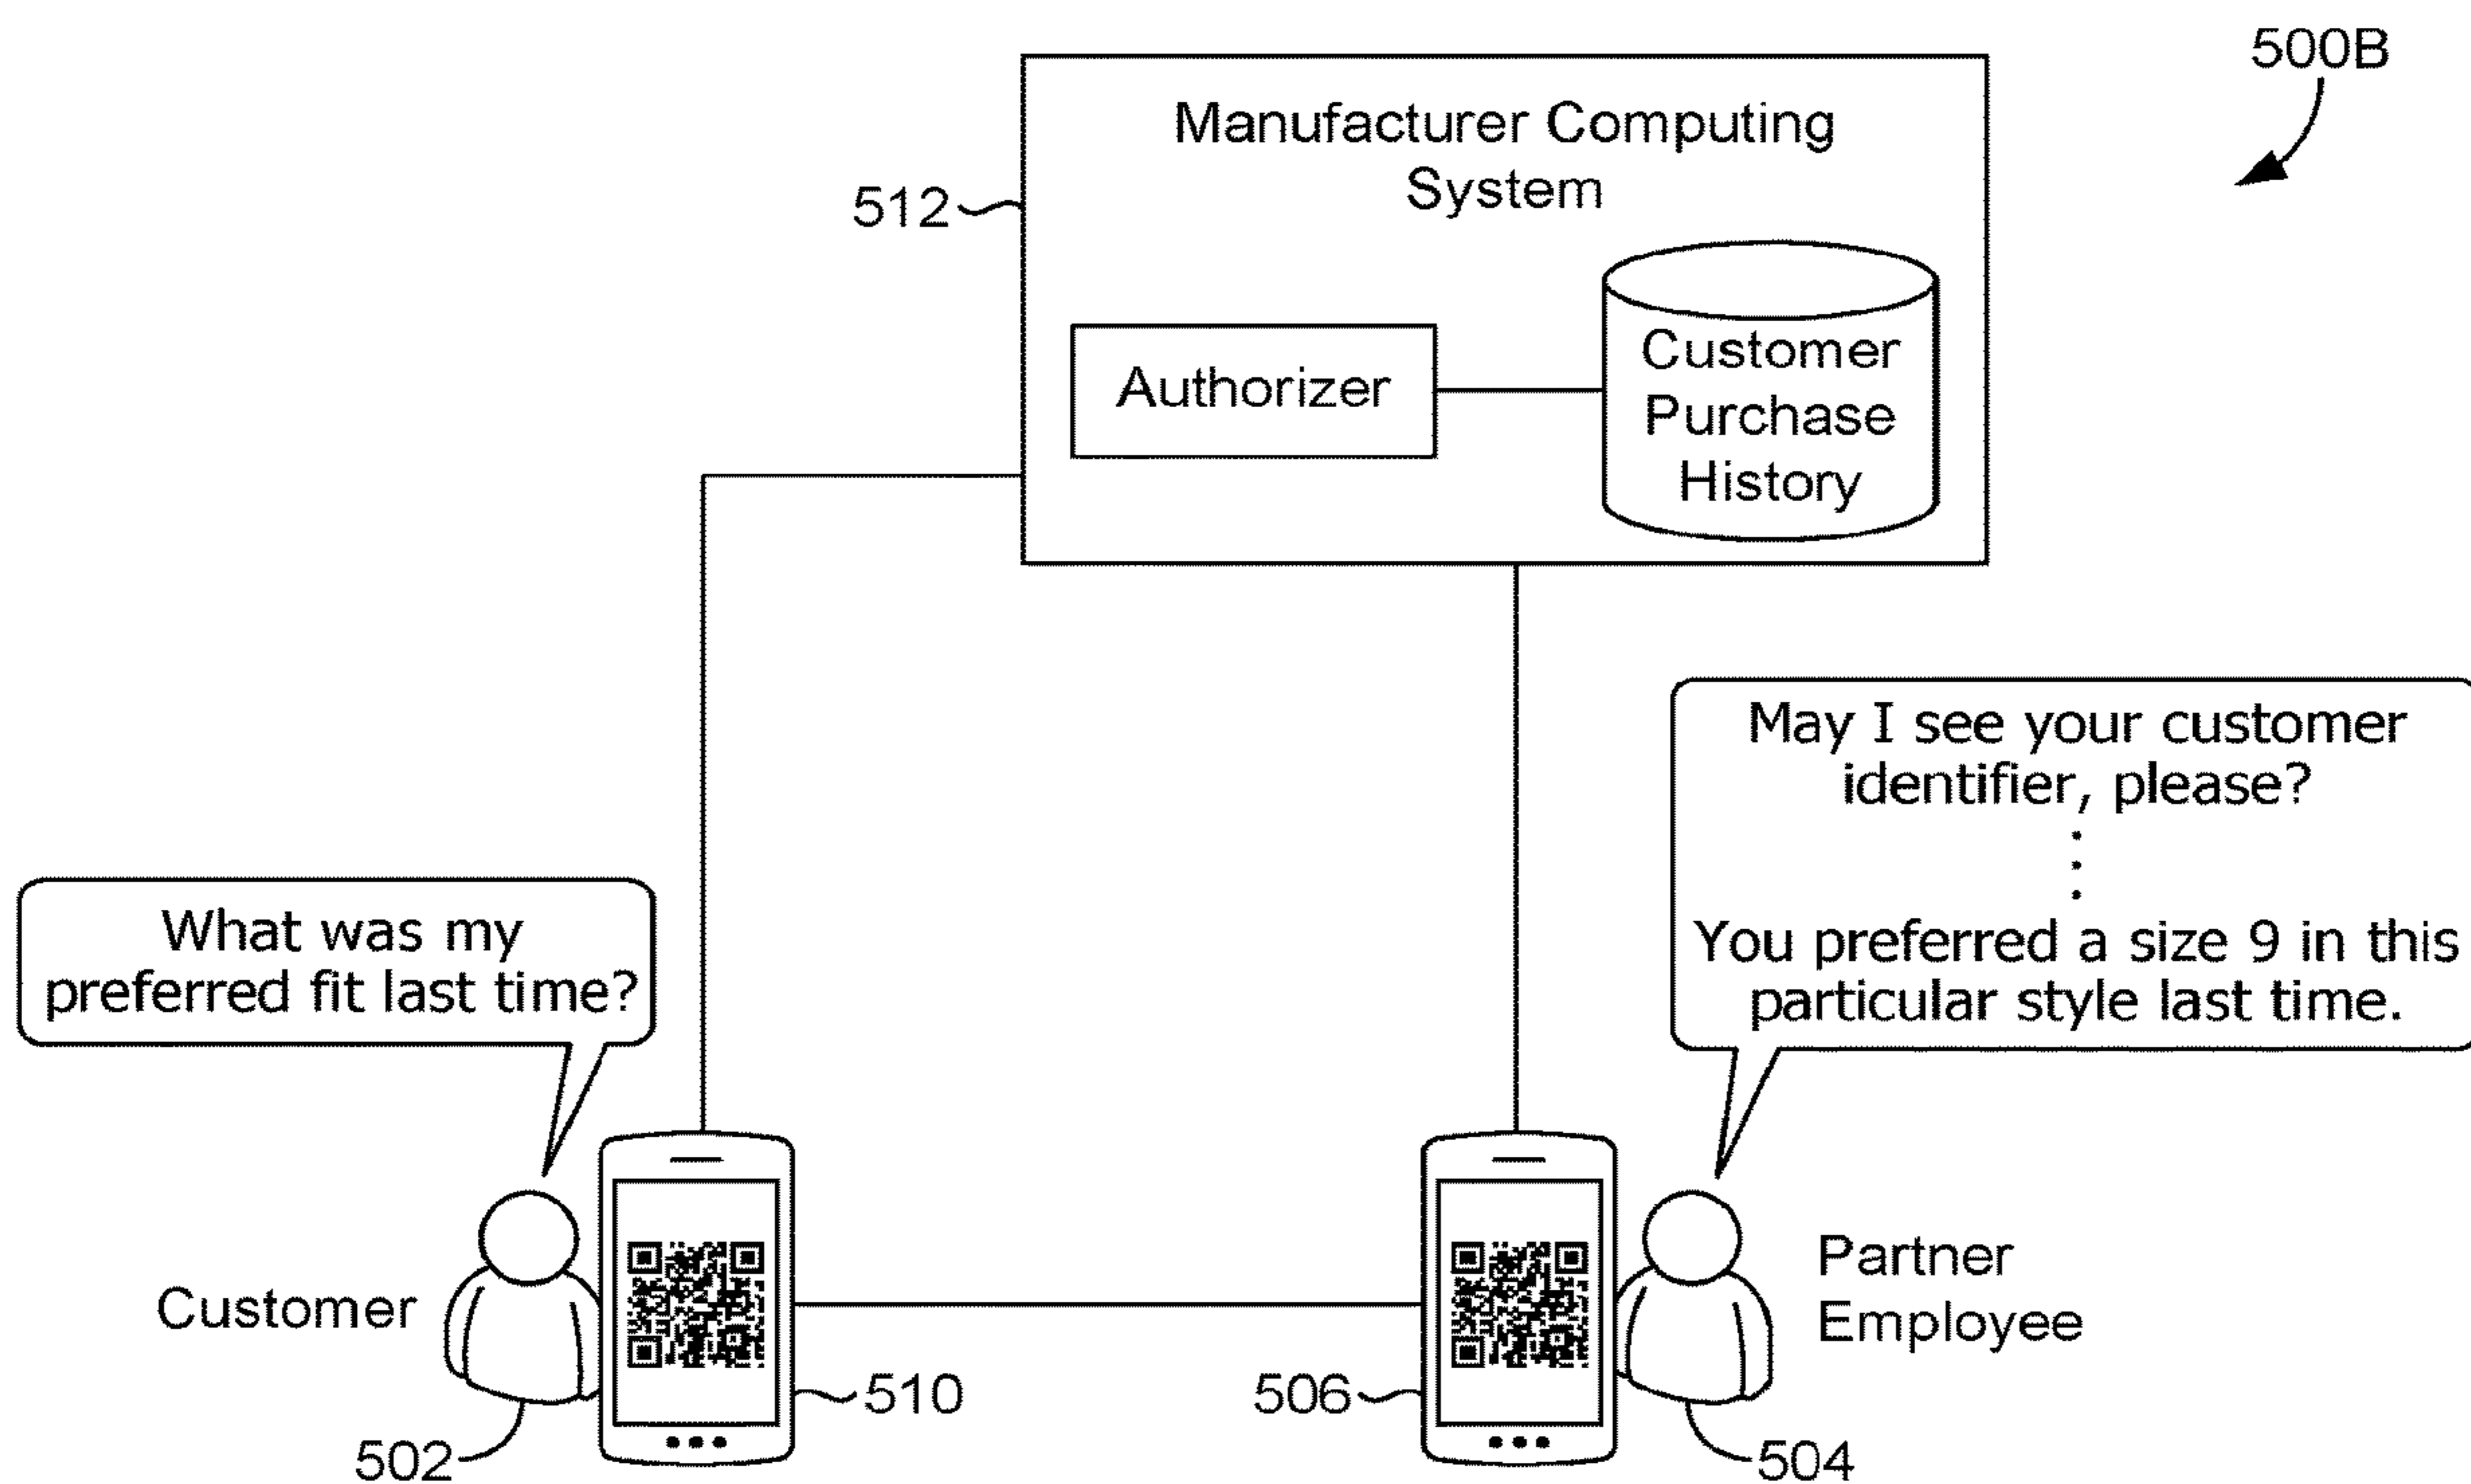 500B
Manufacturer Computing
System
512
Authorizer
Customer
Purchase
History
May I see your customer
identifier, please?
You preferred a size 9 in this
particular style last time.
What was my
preferred fit last time?
Customer
Partner
Employee
510
506
502
504